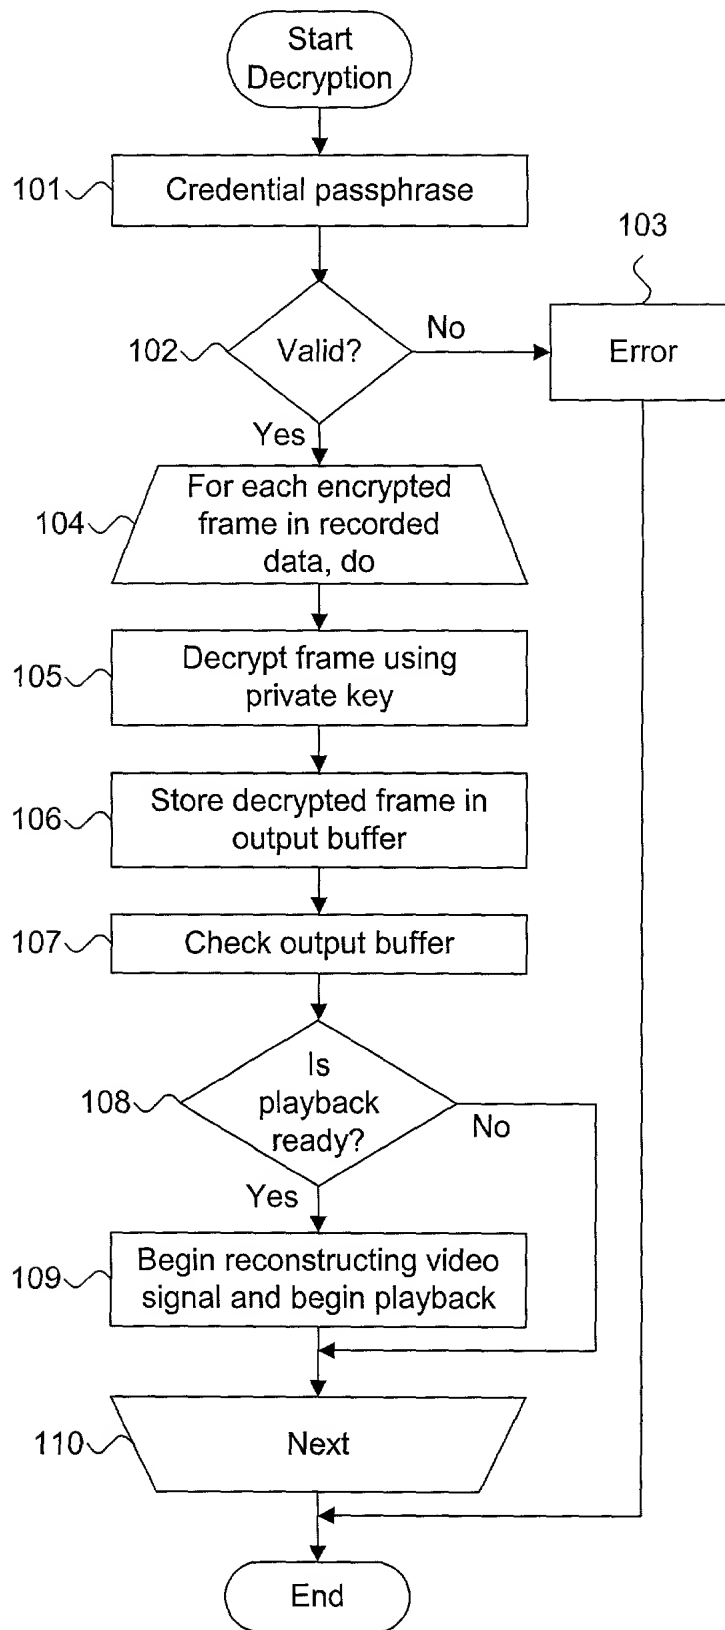 Start
Decryption
101
Credential passphrase
103
102
Valid?
No
Error
Yes
104
For each encrypted
frame in recorded
data, do
105
Decrypt frame using
private key
106
Store decrypted frame in
output buffer
107
Check output buffer
108
Is
playback
ready?
No
Yes
109
Begin reconstructing video
signal and begin playback
110
Next
End